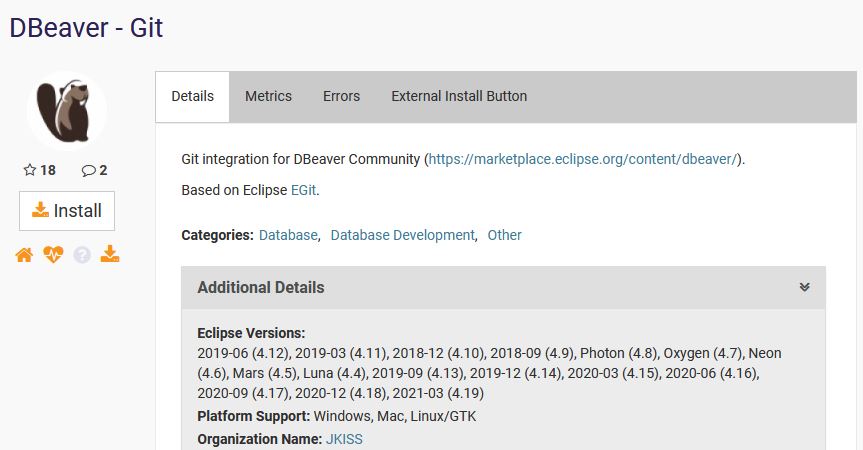 DBeaver - Git
18 2
Install
Details Metrics Errors External Install Button
Git integration for DBeaver Community (https://marketplace.eclipse.org/content/dbeaver/).
Based on Eclipse EGit.
Categories: Database, Database Development, Other
Additional Details
Eclipse Versions:
2019-06 (4.12), 2019-03 (4.11), 2018-12 (4.10), 2018-09 (4.9), Photon (4.8), Oxygen (4.7), Neon
(4.6), Mars (4.5), Luna (4.4), 2019-09 (4.13), 2019-12 (4.14), 2020-03 (4.15), 2020-06 (4.16),
2020-09 (4.17), 2020-12 (4.18), 2021-03 (4.19)
Platform Support: Windows, Mac, Linux/GTK
Organization Name: JKISS